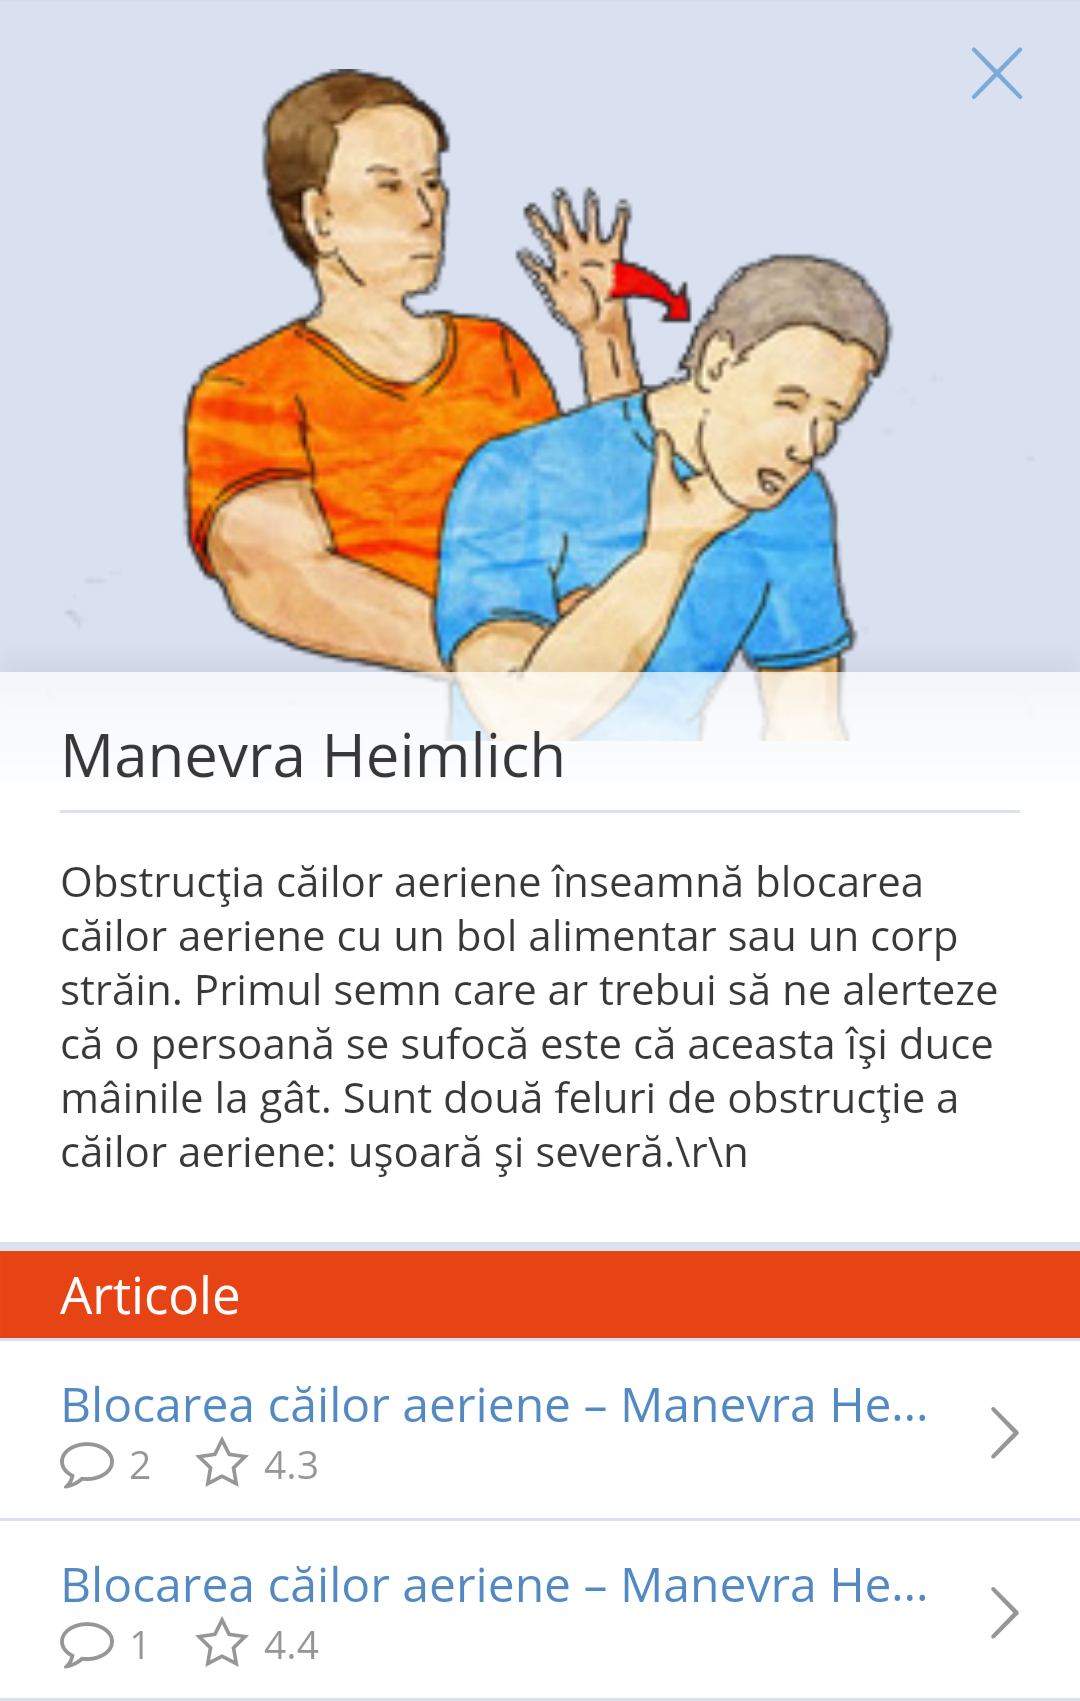 Manevra Heimlich
Obstrucţia căilor aeriene înseamnă blocarea
căilor aeriene cu un bol alimentar sau un corp
străin. Primul semn care ar trebui să ne alerteze
că o persoană se sufocă este că aceasta îşi duce
mâinile la gât. Sunt două feluri de obstrucţie a
căilor aeriene: uşoară şi severă.\r\n
Articole
Blocarea căilor aeriene – Manevra He...
2 4.3
Blocarea căilor aeriene – Manevra He...
1 4.4